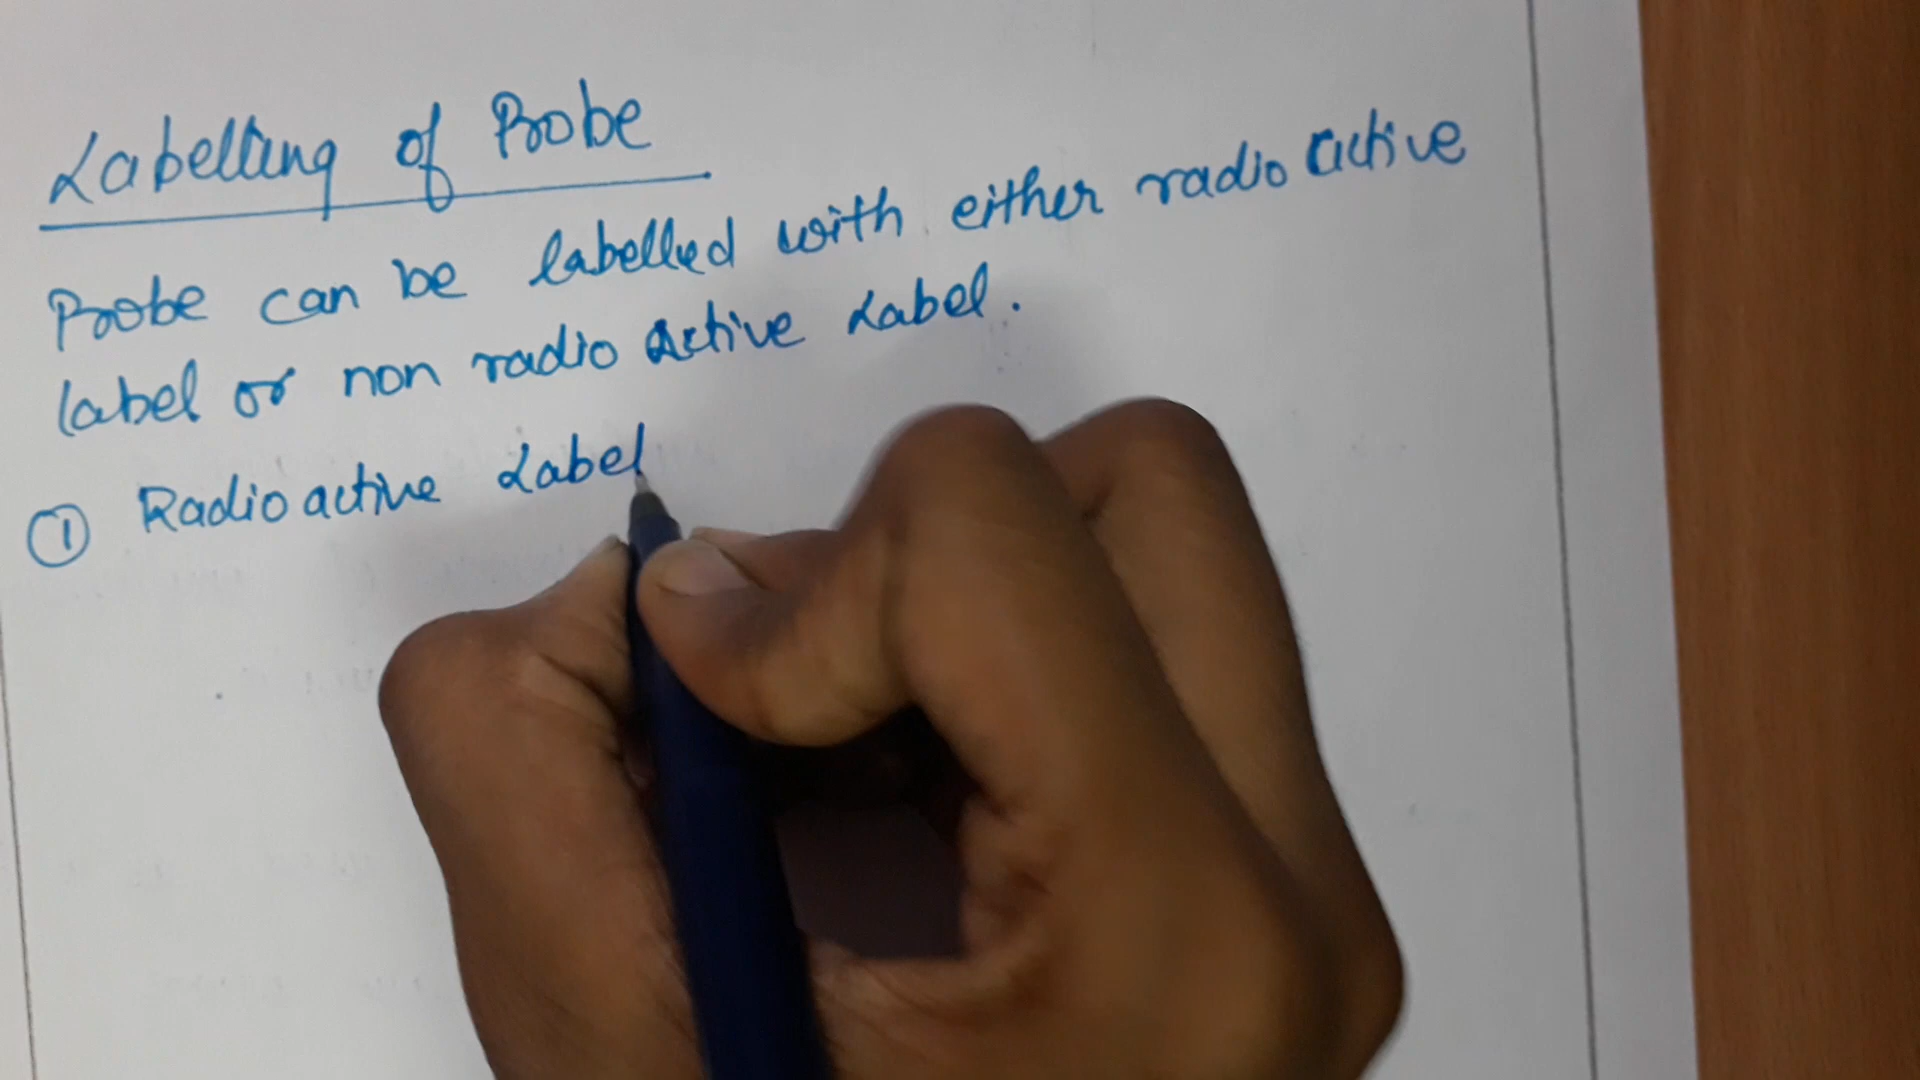 Labelling of Probe
Probe can be labelled with either radio active
label or non radio Active Label.
① Radio active Label